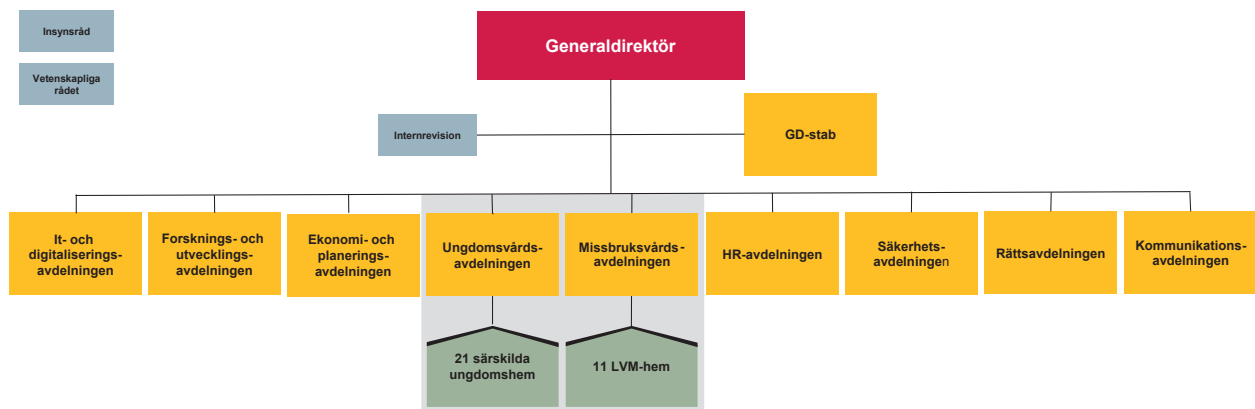 Insynsråd
Generaldirektör
Vetenskapliga
rådet
Internrevision
GD-stab
It- och
digitaliserings-
avdelningen
Forsknings- och
utvecklings-
avdelningen
Ekonomi- och
planerings-
avdelningen
Ungdomsvårds-
avdelningen
Missbruksvårds-
avdelningen
HR-avdelningen
Säkerhets-
avdelningen
Rättsavdelningen
Kommunikations-
avdelningen
21 särskilda
ungdomshem
11 LVM-hem